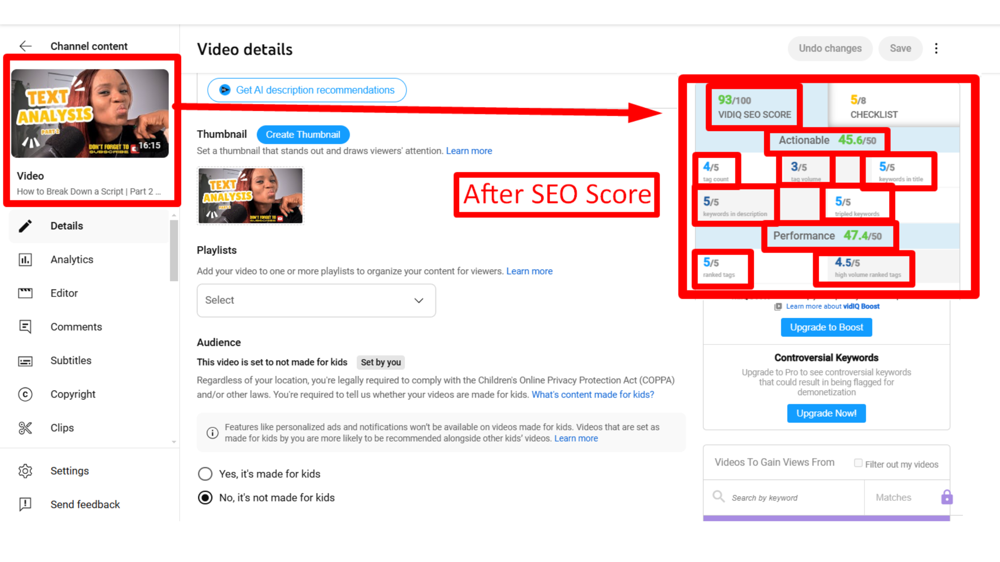 Channel content
TEXT
ANALYSIS
PART 2
DON'T FORGET TO
SUBSCRIBE
16:15
Video
How to Break Down a Script | Part 2 ...
Details
Analytics
Editor
Comments
Subtitles
Copyright
Clips
Settings
Send feedback
Video details
Undo changes
Save
Get AI description recommendations
Thumbnail
Create Thumbnail
Set a thumbnail that stands out and draws viewers' attention. Learn more
TEXT
ANALYSIS
PART 2
DON'T FORGET TO
SUBSCRIBE
After SEO Score
Playlists
Add your video to one or more playlists to organize your content for viewers. Learn more
Select
Audience
This video is set to not made for kids Set by you
Regardless of your location, you're legally required to comply with the Children's Online Privacy Protection Act (COPPA)
and/or other laws. You're required to tell us whether your videos are made for kids. What's content made for kids?
Features like personalized ads and notifications won't be available on videos made for kids. Videos that are set as
made for kids by you are more likely to be recommended alongside other kids' videos. Learn more
Yes, it's made for kids
No, it's not made for kids
93/100
VIDIQ SEO SCORE
5/8
CHECKLIST
Actionable 45.6/50
4/5
tag count
3/5
tag volume
5/5
keywords in title
5/5
keywords in description
5/5
tripled keywords
Performance 47.4/50
5/5
ranked tags
4.5/5
high volume ranked tags
Learn more about vidIQ Boost
Upgrade to Boost
Controversial Keywords
Upgrade to Pro to see controversial keywords
that could result in being flagged for
demonetization
Upgrade Now!
Videos To Gain Views From
Filter out my videos
Search by keyword
Matches